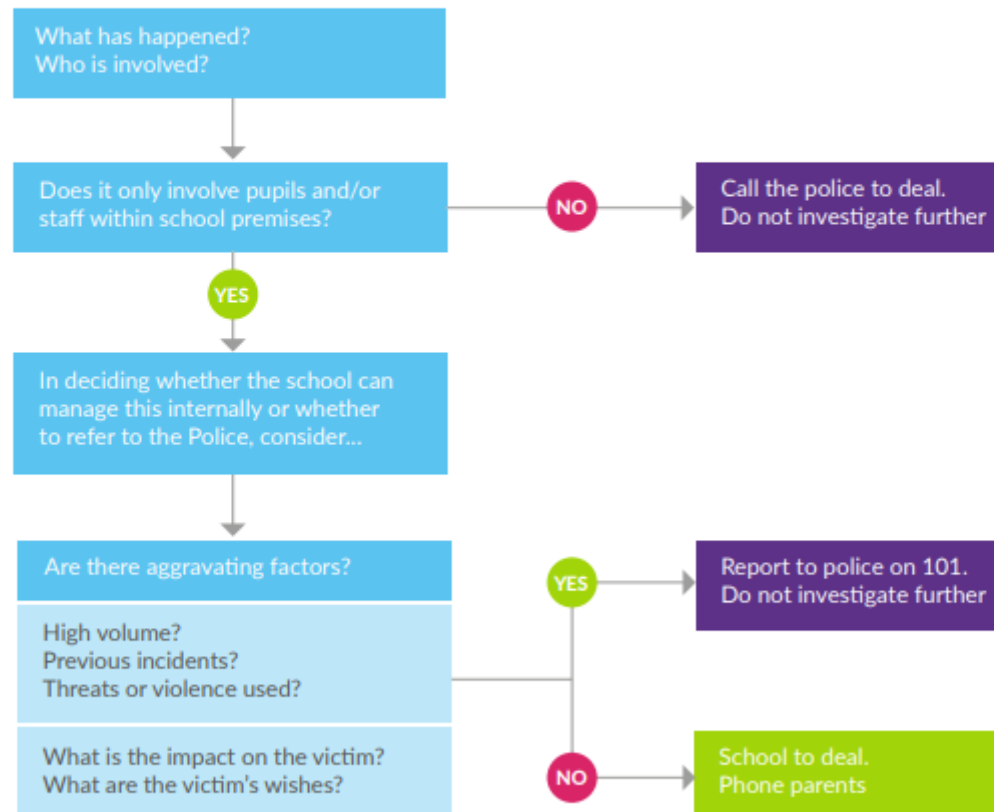 What has happened?
Who is involved?
Does it only involve pupils and/or
staff within school premises?
NO
Call the police to deal.
Do not investigate further
YES
In deciding whether the school can
manage this internally or whether
to refer to the Police, consider...
Are there aggravating factors?
High volume?
Previous incidents?
Threats or violence used?
What is the impact on the victim?
What are the victim's wishes?
YES
Report to police on 101.
Do not investigate further
NO
School to deal.
Phone parents